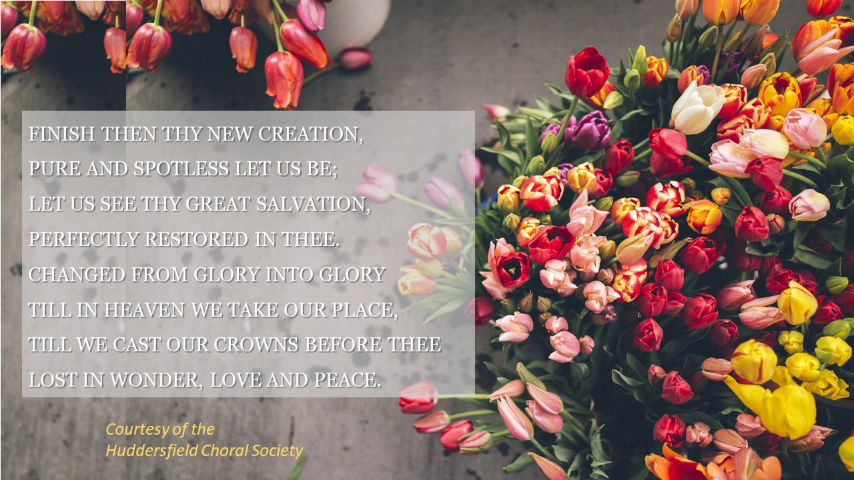 FINISH THEN THY NEW CREATION,
PURE AND SPOTLESS LET US BE;
LET US SEE THY GREAT SALVATION,
PERFECTLY RESTORED IN THEE.
CHANGED FROM GLORY INTO GLORY
TILL IN HEAVEN WE TAKE OUR PLACE,
TILL WE CAST OUR CROWNS BEFORE THEE
LOST IN WONDER, LOVE AND PEACE.
Courtesy of the
Huddersfield Choral Society